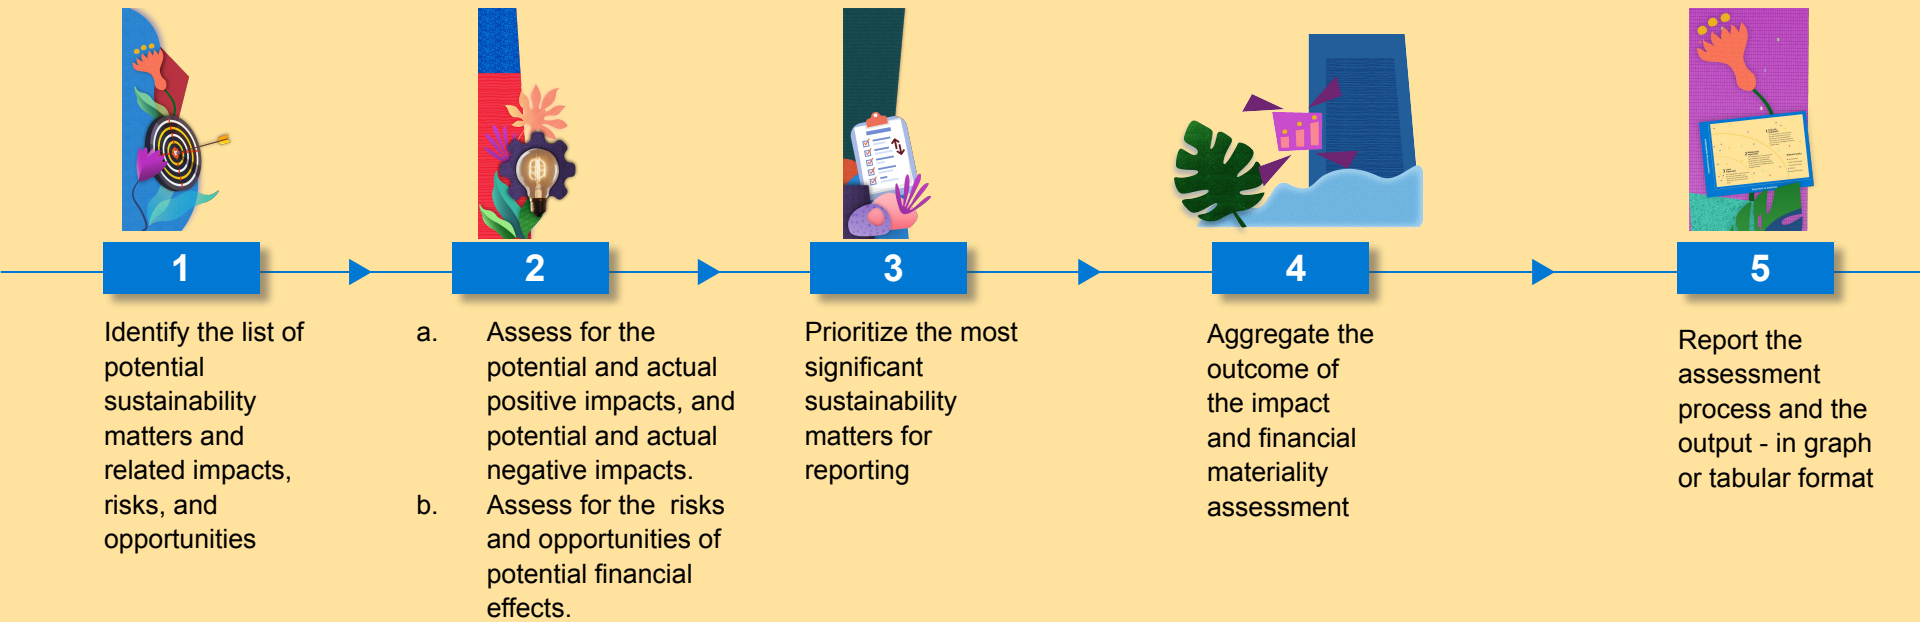 1
Identify the list of
potential
sustainability
matters and
related impacts,
risks, and
opportunities
2
a. Assess for the
potential and actual
positive impacts, and
potential and actual
negative impacts.
b. Assess for the  risks
and opportunities of
potential financial
effects.
3
Prioritize the most
significant
sustainability
matters for
reporting
4
Aggregate the
outcome of
the impact
and financial
materiality
assessment
5
Report the
assessment
process and the
output - in graph
or tabular format